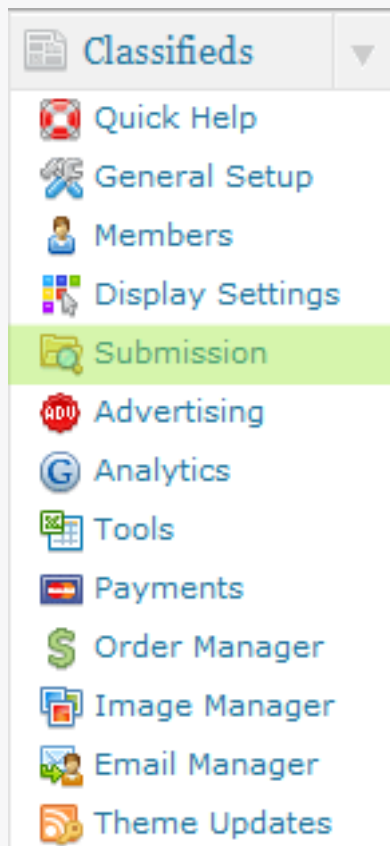 Classifieds
Quick Help
General Setup
Members
Display Settings
Submission
ADV Advertising
G Analytics
Tools
Payments
$ Order Manager
Image Manager
Email Manager
Theme Updates